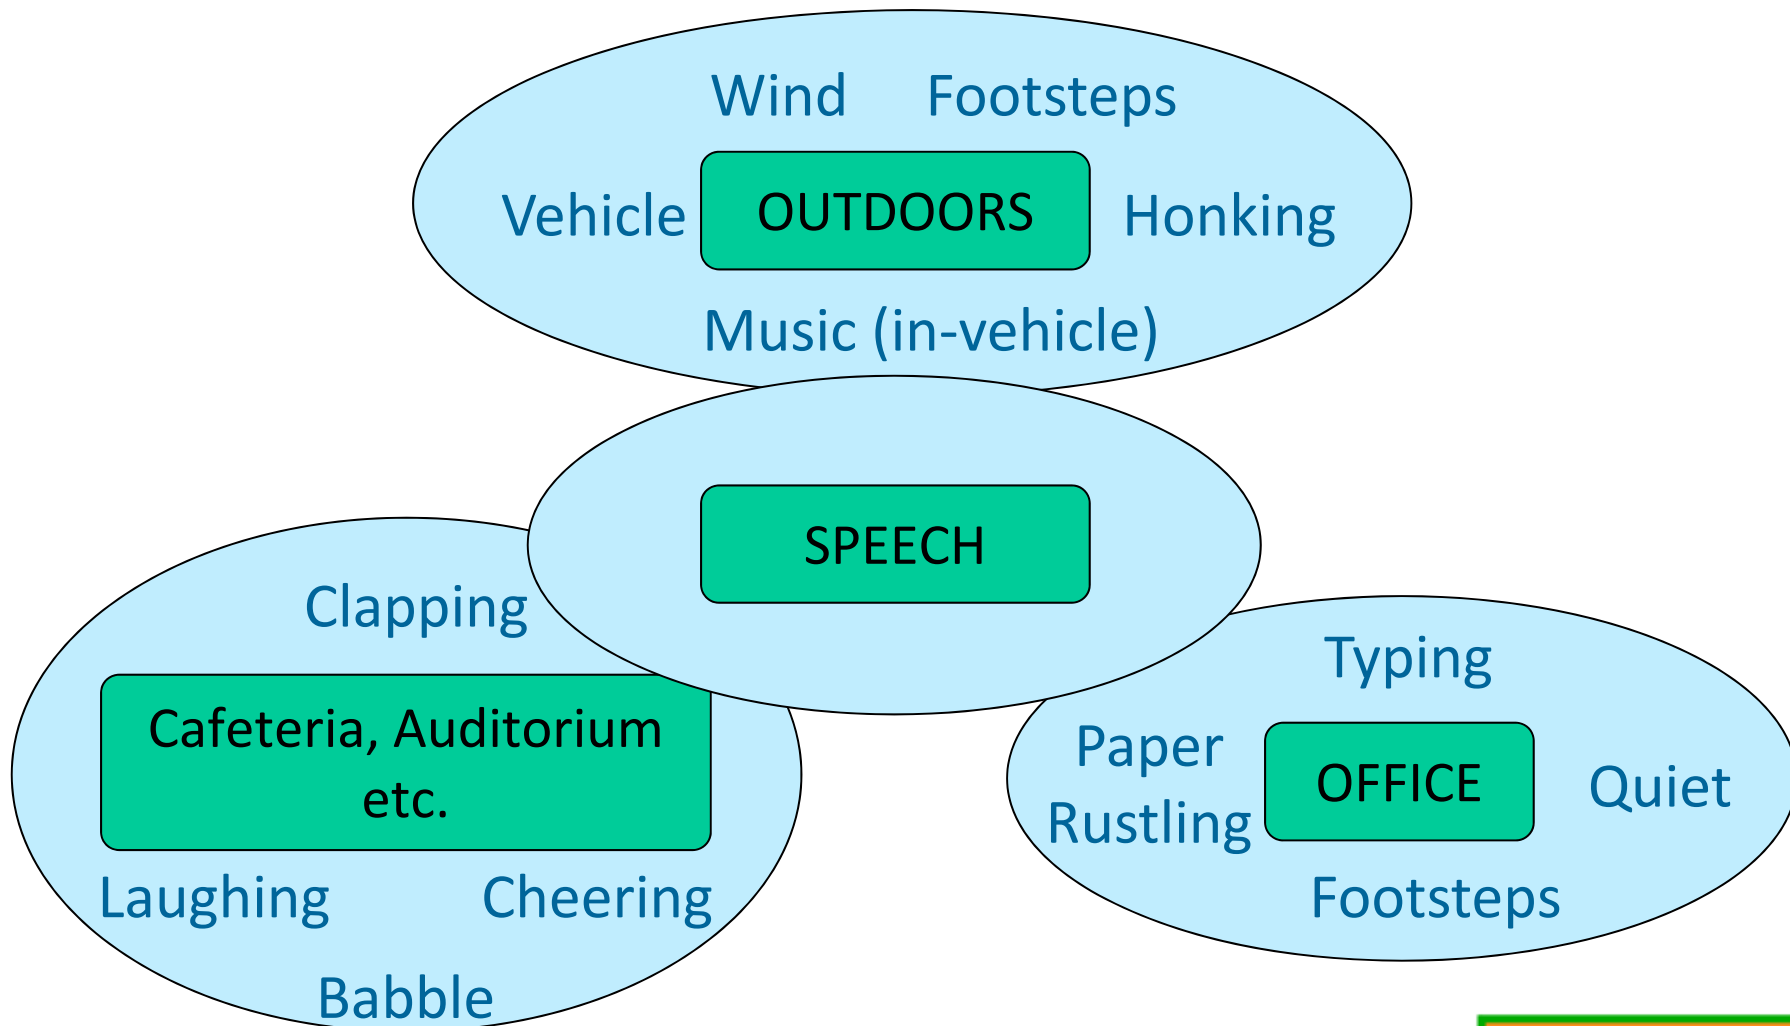 Wind Footsteps
Vehicle OUTDOORS Honking
Music (in-vehicle)
SPEECH
Clapping
Cafeteria, Auditorium
etc.
Laughing Cheering
Babble
Typing
Paper
Rustling
OFFICE
Quiet
Footsteps